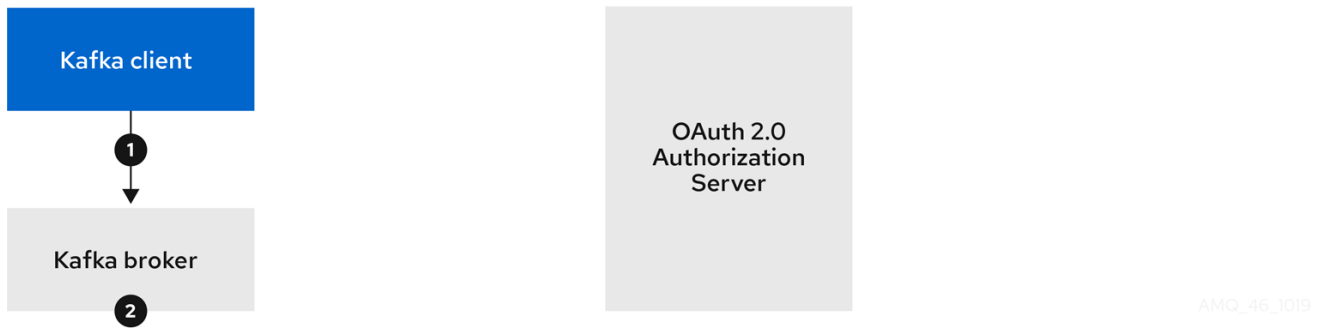 Kafka client
1
Kafka broker
2
OAuth 2.0
Authorization
Server
AMQ_46_1019